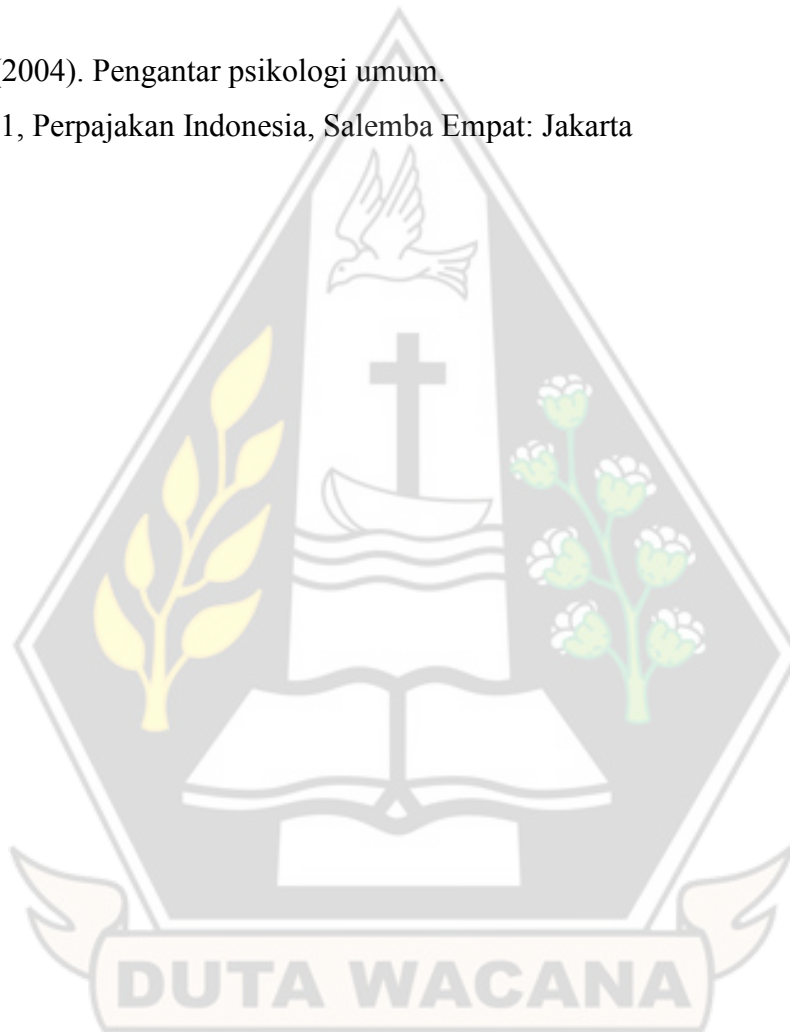 (2004). Pengantar psikologi umum.
1, Perpajakan Indonesia, Salemba Empat: Jakarta
DUTA WACANA